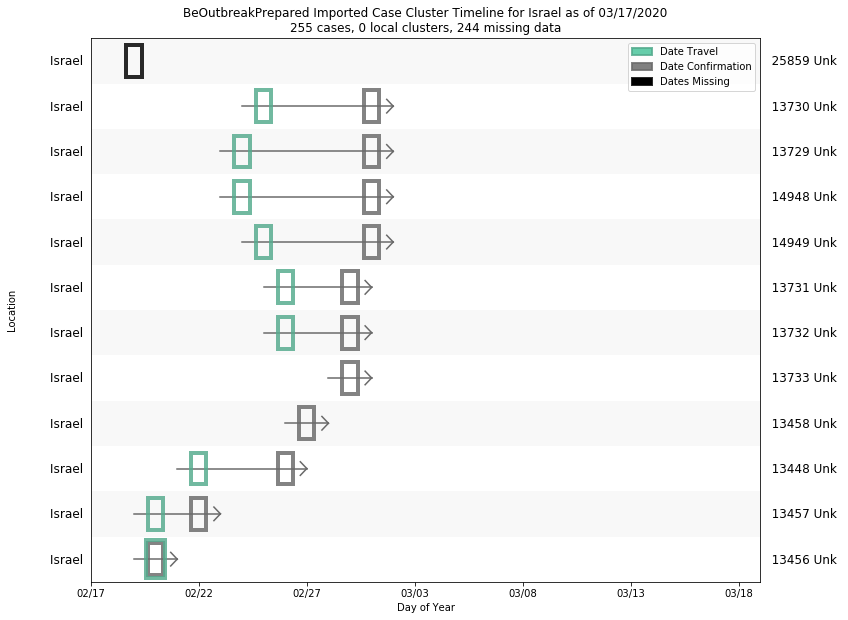 BeOutbreakPrepared Imported Case Cluster Timeline for Israel as of 03/17/2020
255 cases, 0 local clusters, 244 missing data
Date Travel
Date Confirmation
Dates Missing
Location
Israel 25859 Unk
Israel 13730 Unk
Israel 13729 Unk
Israel 14948 Unk
Israel 14949 Unk
Israel 13731 Unk
Israel 13732 Unk
Israel 13733 Unk
Israel 13458 Unk
Israel 13448 Unk
Israel 13457 Unk
Israel 13456 Unk
02/17 02/22 02/27 03/03 03/08 03/13 03/18
Day of Year